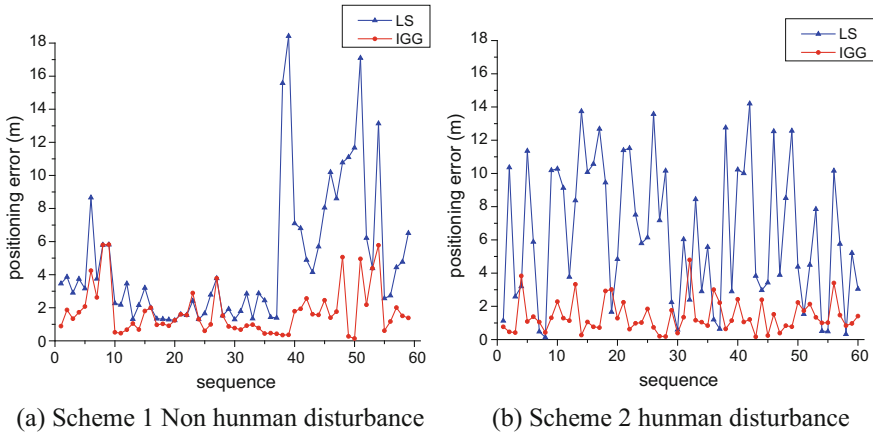 LS
IGG
18
16
14
12
10
8
6
4
2
0
positioning error (m)
0 10 20 30 40 50 60
sequence
(a) Scheme 1 Non hunman disturbance
LS
IGG
18
16
14
12
10
8
6
4
2
0
positioning error (m)
0 10 20 30 40 50 60
sequence
(b) Scheme 2 hunman disturbance